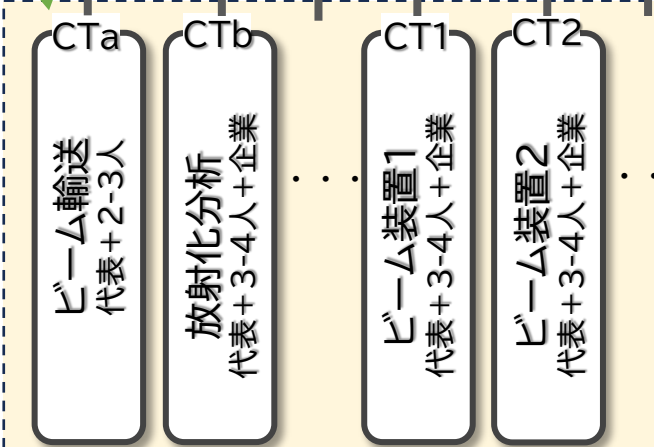 CTa
ビーム輸送
代表＋2-3人
CTb
放射化分析
代表＋3-4人＋企業
・・・
CT1
ビーム装置1
代表＋3-4人＋企業
CT2
ビーム装置2
代表＋3-4人＋企業